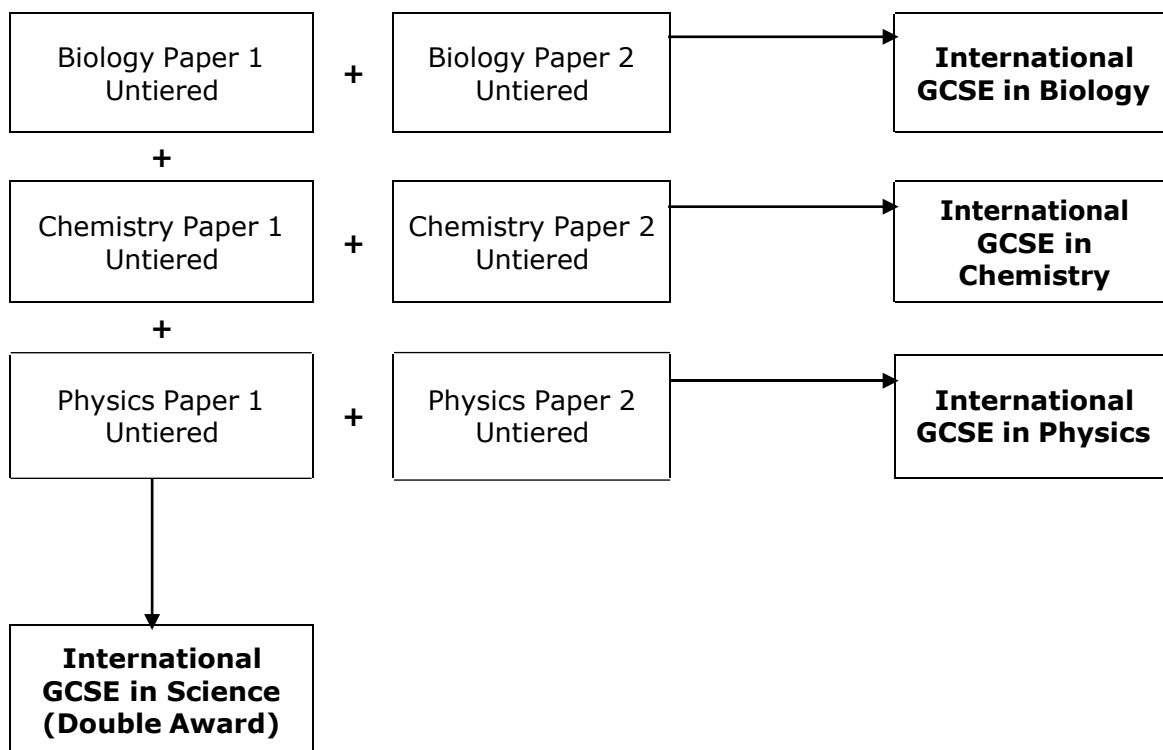 Biology Paper 1
Untiered
+
Biology Paper 2
Untiered
International
GCSE in Biology
+
Chemistry Paper 1
Untiered
+
Chemistry Paper 2
Untiered
International
GCSE in
Chemistry
+
Physics Paper 1
Untiered
+
Physics Paper 2
Untiered
International
GCSE in Physics
International
GCSE in Science
(Double Award)